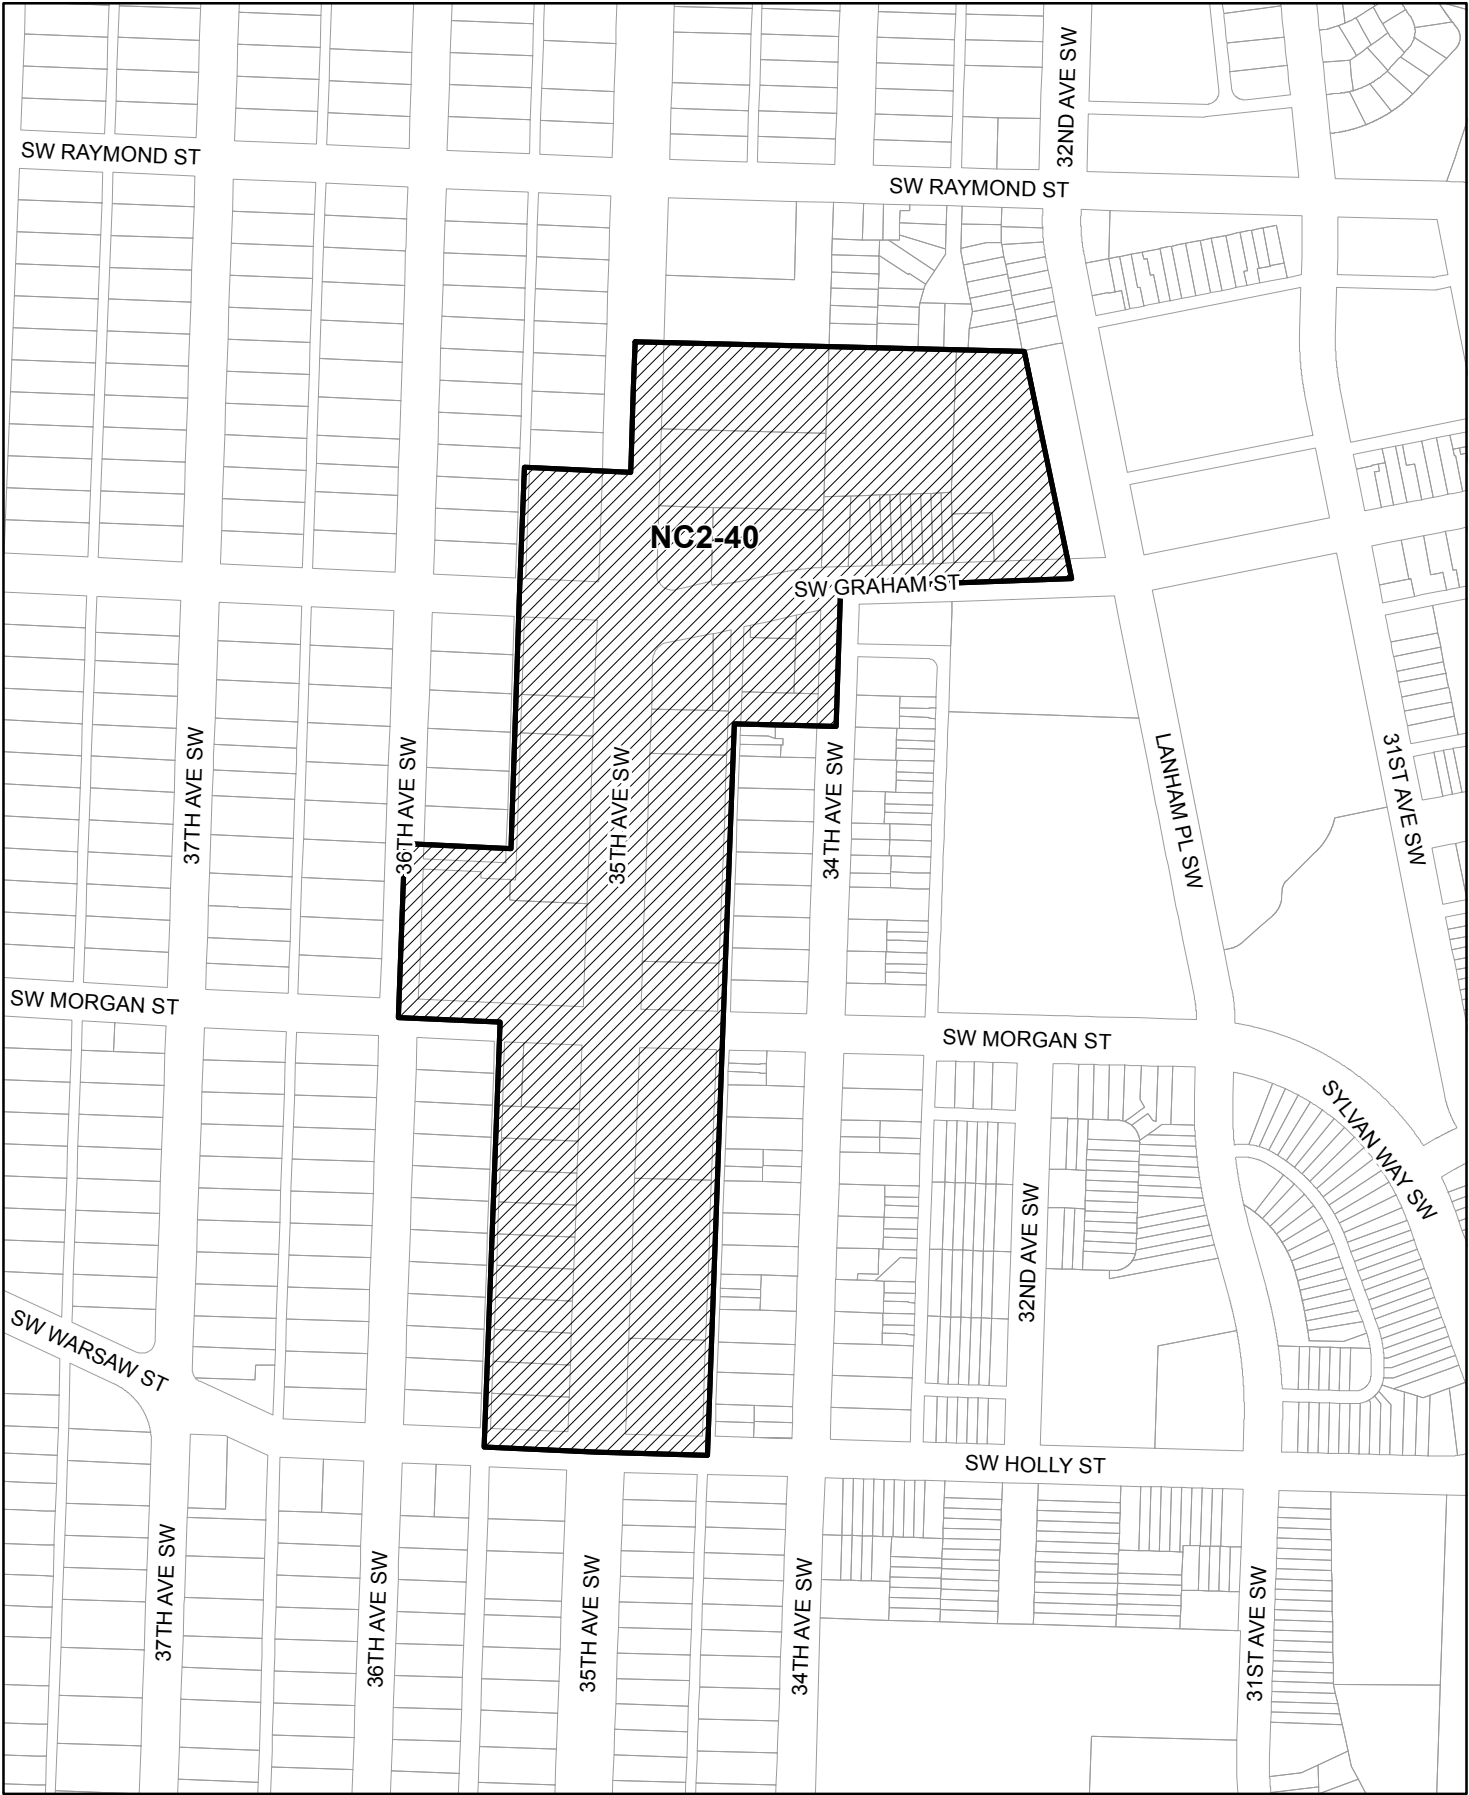 32ND AVE SW
SW RAYMOND ST
SW RAYMOND ST
NC2-40
SW GRAHAM ST
37TH AVE SW
36TH AVE SW
35TH AVE SW
34TH AVE SW
LANHAM PL SW
31ST AVE SW
SW MORGAN ST
SW MORGAN ST
SYLVAN WAY SW
32ND AVE SW
SW WARSAW ST
SW HOLLY ST
37TH AVE SW
36TH AVE SW
35TH AVE SW
34TH AVE SW
31ST AVE SW